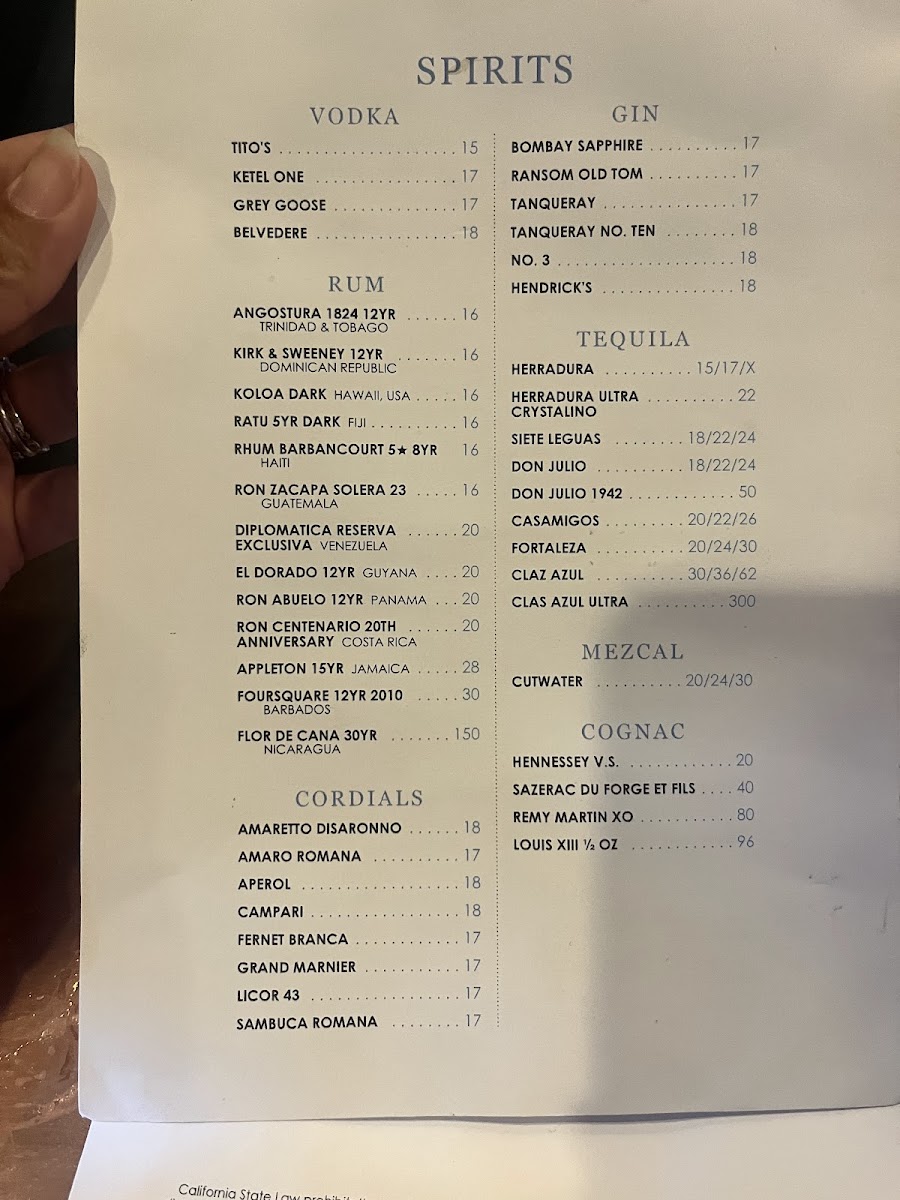 SPIRITS
VODKA
TITO'S .................... 15
KETEL ONE ................ 17
GREY GOOSE .............. 17
BELVEDERE ................ 18
RUM
ANGOSTURA 1824 12YR ...... 16
TRINIDAD & TOBAGO
KIRK & SWEENEY 12YR ....... 16
DOMINICAN REPUBLIC
KOLOA DARK HAWAII, USA ..... 16
RATU 5YR DARK FIJI .......... 16
RHUM BARBANCOURT 5★ 8YR 16
HAITI
RON ZACAPA SOLERA 23 ..... 16
GUATEMALA
DIPLOMATICA RESERVA ...... 20
EXCLUSIVA VENEZUELA
EL DORADO 12YR GUYANA .... 20
RON ABUELO 12YR PANAMA ... 20
RON CENTENARIO 20TH ...... 20
ANNIVERSARY COSTA RICA
APPLETON 15YR JAMAICA ..... 28
FOURSQUARE 12YR 2010 ..... 30
BARBADOS
FLOR DE CANA 30YR ....... 150
NICARAGUA
CORDIALS
AMARETTO DISARONNO ...... 18
AMARO ROMANA .......... 17
APEROL .................. 18
CAMPARI ................. 18
FERNET BRANCA ............ 17
GRAND MARNIER ........... 17
LICOR 43 ................. 17
SAMBUCA ROMANA ........ 17
GIN
BOMBAY SAPPHIRE .......... 17
RANSOM OLD TOM .......... 17
TANQUERAY ............... 17
TANQUERAY NO. TEN ........ 18
NO. 3 .................... 18
HENDRICK'S ............... 18
TEQUILA
HERRADURA .......... 15/17/X
HERRADURA ULTRA .......... 22
CRYSTALINO
SIETE LEGUAS ........ 18/22/24
DON JULIO .......... 18/22/24
DON JULIO 1942 ............ 50
CASAMIGOS ......... 20/22/26
FORTALEZA .......... 20/24/30
CLAZ AZUL .......... 30/36/62
CLAS AZUL ULTRA .......... 300
MEZCAL
CUTWATER .......... 20/24/30
COGNAC
HENNESSEY V.S. ............ 20
SAZERAC DU FORGE ET FILS .... 40
REMY MARTIN XO ........... 80
LOUIS XIII ½ OZ ............ 96
California State Law